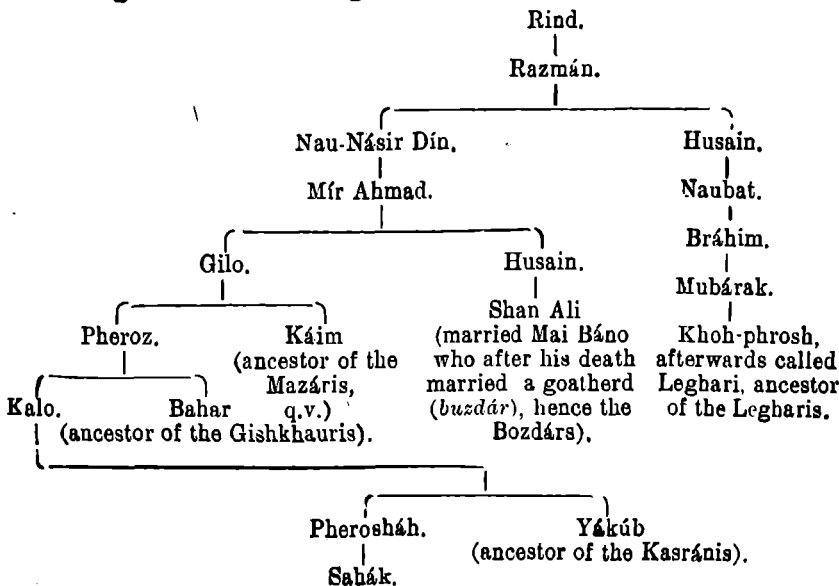 Rind.
Razmán.
Nau-Násir Dín. Husain.
Mír Ahmad. Naubat.
Bráhim.
Gilo. Husain.
Mubárak.
Shan Ali
Pheroz. Káim (married Mai Báno Khoh-phrosh,
(ancestor of the who after his death afterwards called
Mazáris, married a goatherd Leghari, ancestor
Kalo. Bahar q.v.) (buzdár), hence the of the Legharis.
(ancestor of the Gishkhauris). Bozdárs).
Pherosháh. Yákúb
(ancestor of the Kasránis).
Sahák.